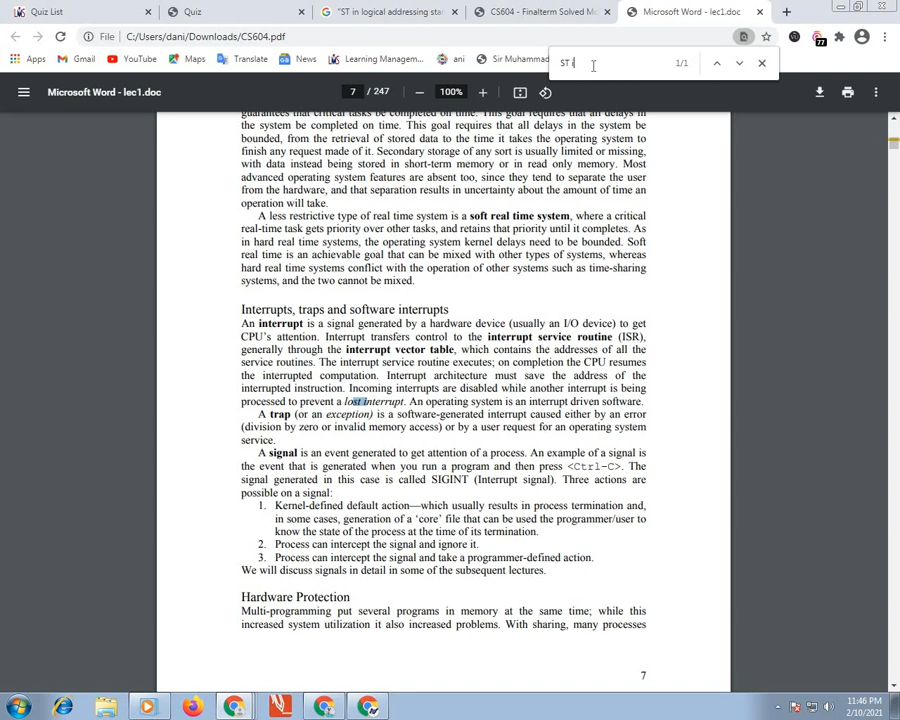 Quiz List
Quiz
"ST in logical addressing stan
CS604 - Finalterm Solved M
Microsoft Word - lec1.doc
File
C:/Users/dani/Downloads/CS604.pdf
77
Apps
Gmail
YouTube
Maps
Translate
News
Learning Managem...
ani
Sir Muhammad
ST i
1/1
Microsoft Word - lec1.doc
7 / 247
100%
guarantees that critical tasks be completed on time. This goal requires that all delays in
the system be completed on time. This goal requires that all delays in the system be
bounded, from the retrieval of stored data to the time it takes the operating system to
finish any request made of it. Secondary storage of any sort is usually limited or missing,
with data instead being stored in short-term memory or in read only memory. Most
advanced operating system features are absent too, since they tend to separate the user
from the hardware, and that separation results in uncertainty about the amount of time an
operation will take.
A less restrictive type of real time system is a soft real time system, where a critical
real-time task gets priority over other tasks, and retains that priority until it completes. As
in hard real time systems, the operating system kernel delays need to be bounded. Soft
real time is an achievable goal that can be mixed with other types of systems, whereas
hard real time systems conflict with the operation of other systems such as time-sharing
systems, and the two cannot be mixed.
Interrupts, traps and software interrupts
An interrupt is a signal generated by a hardware device (usually an I/O device) to get
CPU's attention. Interrupt transfers control to the interrupt service routine (ISR),
generally through the interrupt vector table, which contains the addresses of all the
service routines. The interrupt service routine executes; on completion the CPU resumes
the interrupted computation. Interrupt architecture must save the address of the
interrupted instruction. Incoming interrupts are disabled while another interrupt is being
processed to prevent a lost interrupt. An operating system is an interrupt driven software.
A trap (or an exception) is a software-generated interrupt caused either by an error
(division by zero or invalid memory access) or by a user request for an operating system
service.
A signal is an event generated to get attention of a process. An example of a signal is
the event that is generated when you run a program and then press <Ctrl-C>. The
signal generated in this case is called SIGINT (Interrupt signal). Three actions are
possible on a signal:
1. Kernel-defined default action—which usually results in process termination and,
in some cases, generation of a 'core' file that can be used the programmer/user to
know the state of the process at the time of its termination.
2. Process can intercept the signal and ignore it.
3. Process can intercept the signal and take a programmer-defined action.
We will discuss signals in detail in some of the subsequent lectures.
Hardware Protection
Multi-programming put several programs in memory at the same time; while this
increased system utilization it also increased problems. With sharing, many processes
7
11:46 PM
2/10/2021